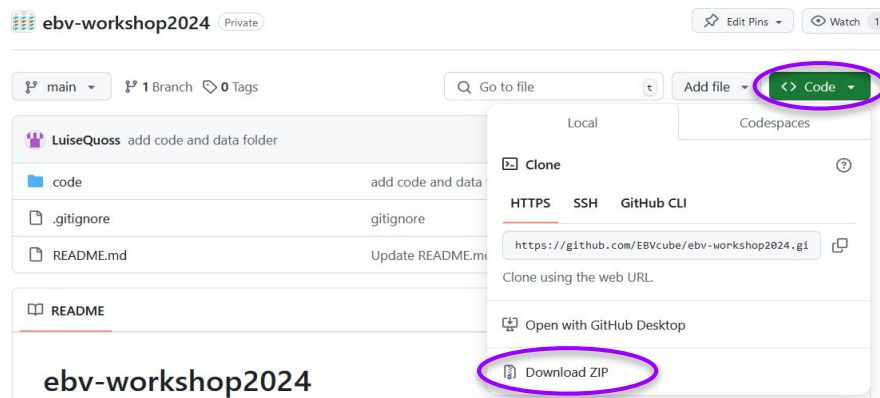 ebv-workshop2024 Private Edit Pins Watch 1
main 1 Branch 0 Tags Go to file t Add file <> Code
Local Codespaces
LuiseQuoss add code and data folder
Clone
code add code and data
HTTPS SSH GitHub CLI
.gitignore gitignore
https://github.com/EBVcube/ebv-workshop2024.gi
README.md Update README.m
Clone using the web URL.
README
Open with GitHub Desktop
Download ZIP
ebv-workshop2024